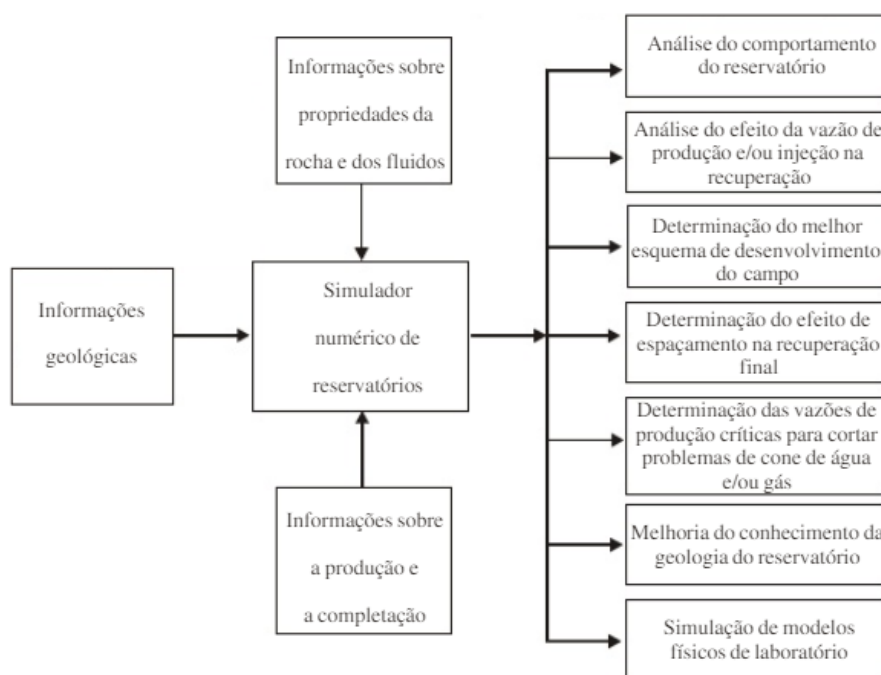 Informações sobre
propriedades da
rocha e dos fluidos
Informações
geológicas
Simulador
numérico de
reservatórios
Informações sobre
a produção e
a completação
Análise do comportamento
do reservatório
Análise do efeito da vazão de
produção e/ou injeção na
recuperação
Determinação do melhor
esquema de desenvolvimento
do campo
Determinação do efeito de
espaçamento na recuperação
final
Determinação das vazões de
produção críticas para cortar
problemas de cone de água
e/ou gás
Melhoria do conhecimento da
geologia do reservatório
Simulação de modelos
físicos de laboratório